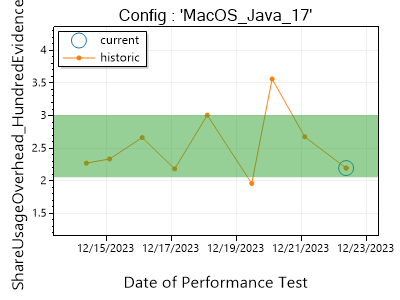 Config : 'MacOS_Java_17'
current
historic
ShareUsageOverhead_HundredEvidence
4
3.5
3
2.5
2
1.5
12/15/2023
12/17/2023
12/19/2023
12/21/2023
12/23/2023
Date of Performance Test